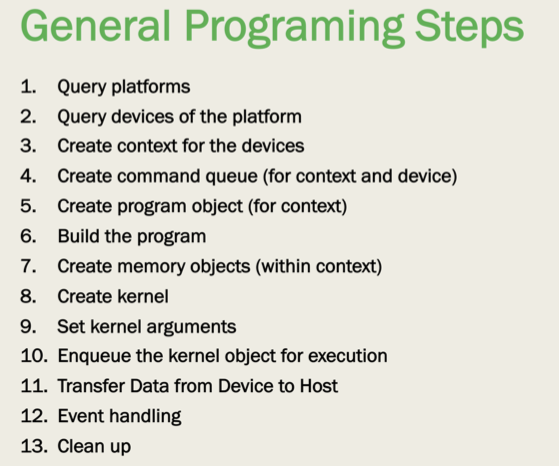 General Programing Steps
1. Query platforms
2. Query devices of the platform
3. Create context for the devices
4. Create command queue (for context and device)
5. Create program object (for context)
6. Build the program
7. Create memory objects (within context)
8. Create kernel
9. Set kernel arguments
10. Enqueue the kernel object for execution
11. Transfer Data from Device to Host
12. Event handling
13. Clean up